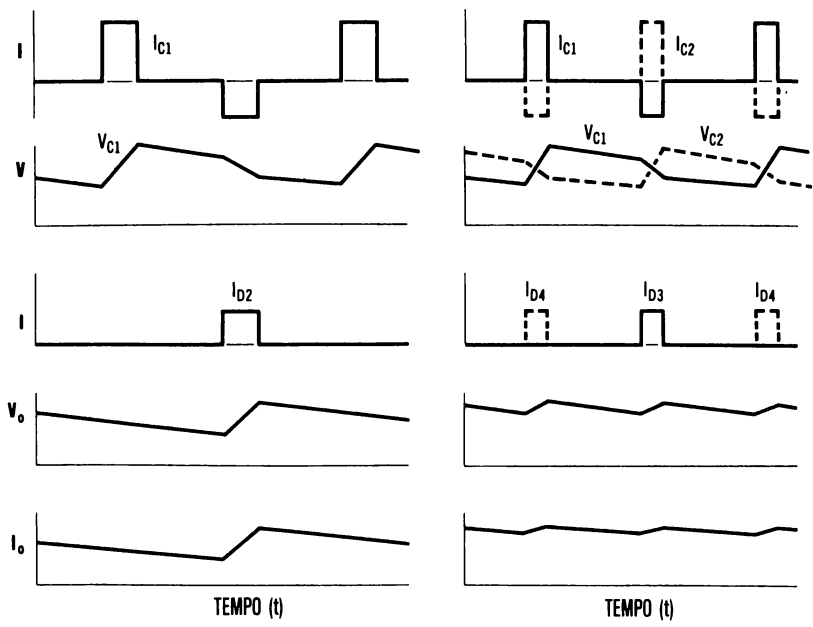 I
I_C1
I_C1
I_C2
V
V_C1
V_C1
V_C2
I
I_D2
I_D4
I_D3
I_D4
V_o
I_o
TEMPO (t)
TEMPO (t)